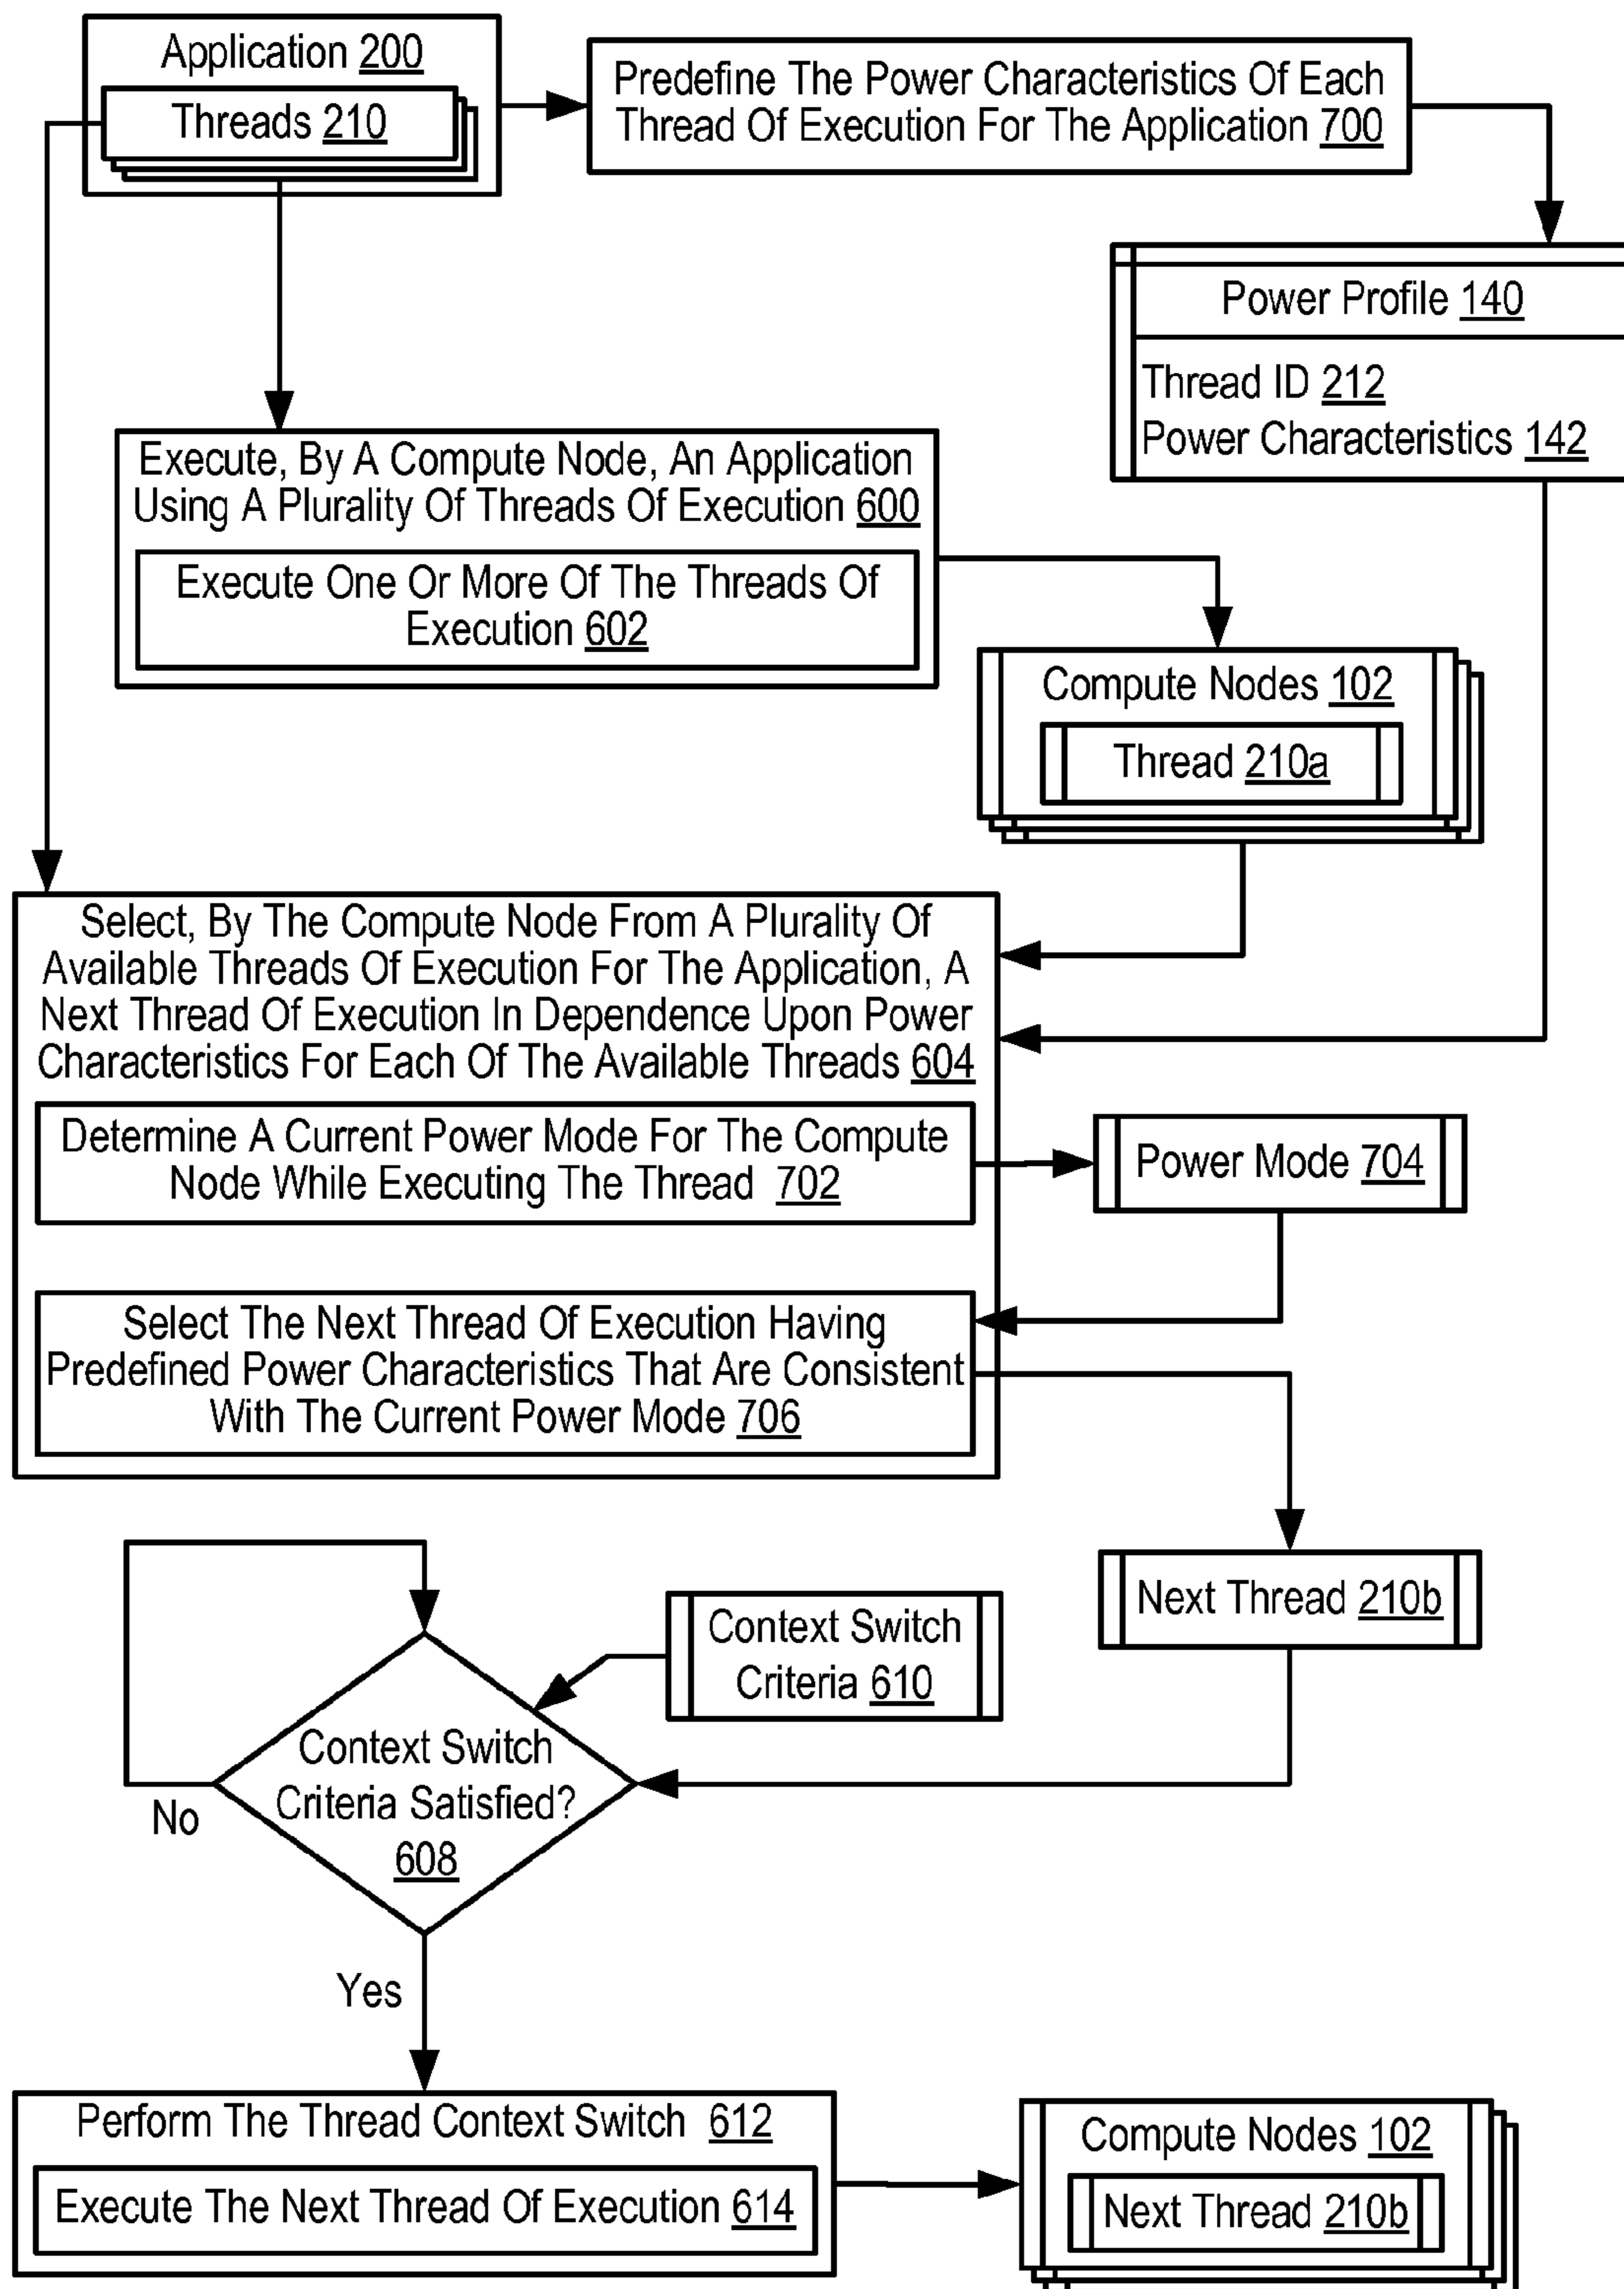 Application 200
Threads 210
Predefine The Power Characteristics Of Each
Thread Of Execution For The Application 700
Power Profile 140
Thread ID 212
Power Characteristics 142
Execute, By A Compute Node, An Application
Using A Plurality Of Threads Of Execution 600
Execute One Or More Of The Threads Of
Execution 602
Compute Nodes 102
Thread 210a
Select, By The Compute Node From A Plurality Of
Available Threads Of Execution For The Application, A
Next Thread Of Execution In Dependence Upon Power
Characteristics For Each Of The Available Threads 604
Determine A Current Power Mode For The Compute
Node While Executing The Thread 702
Power Mode 704
Select The Next Thread Of Execution Having
Predefined Power Characteristics That Are Consistent
With The Current Power Mode 706
Next Thread 210b
Context Switch
Criteria 610
Context Switch
Criteria Satisfied?
608
No
Yes
Perform The Thread Context Switch 612
Execute The Next Thread Of Execution 614
Compute Nodes 102
Next Thread 210b